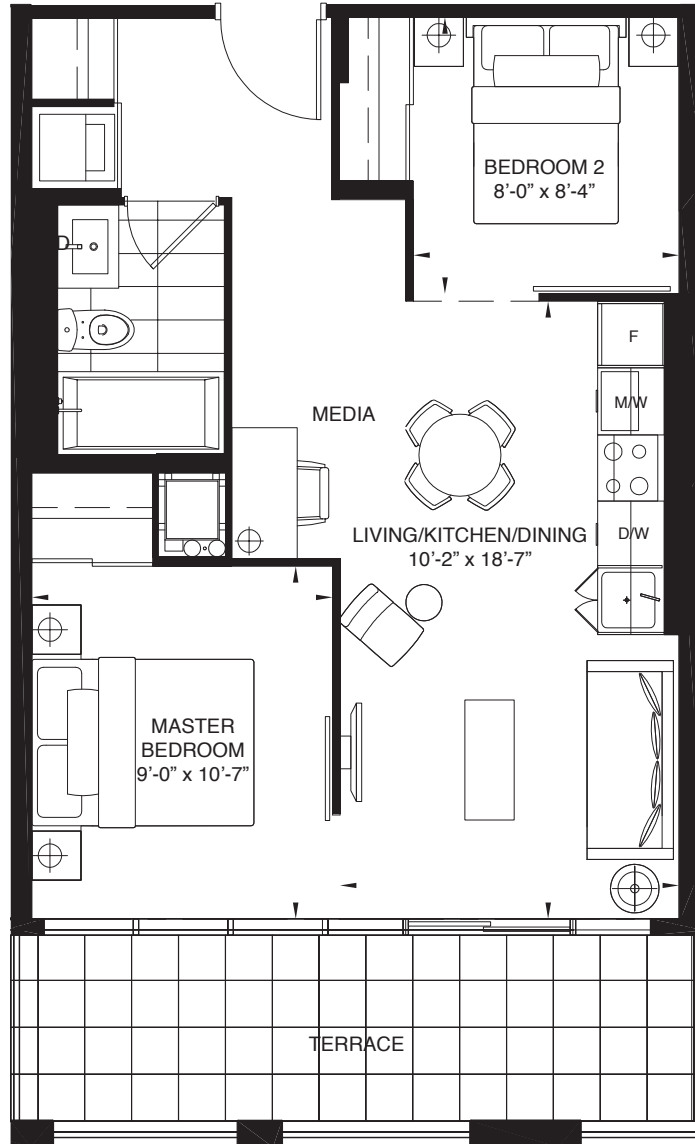 BEDROOM 2
8’-0” x 8’-4”
F
M/W
MEDIA
LIVING/KITCHEN/DINING
10’-2” x 18’-7”
D/W
MASTER
BEDROOM
9’-0” x 10’-7”
TERRACE